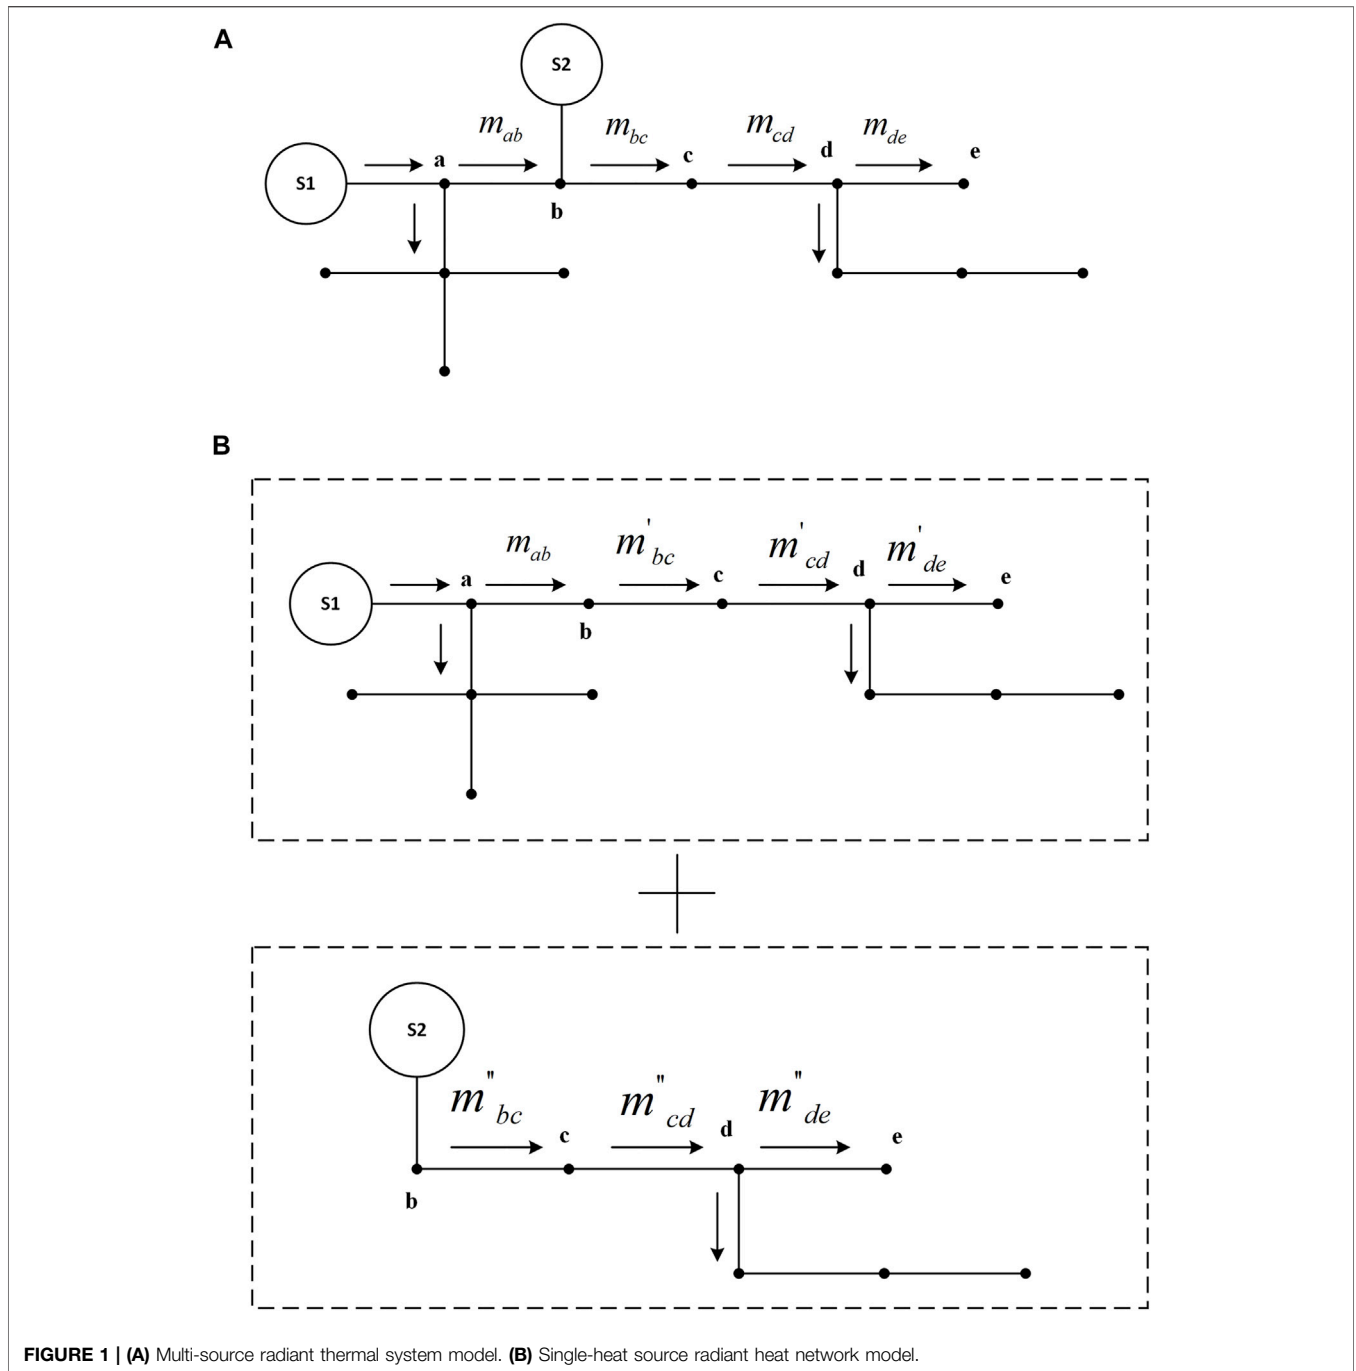 A
S2
m_ab m_bc m_cd m_de
a c d e
S1
b
B
m_ab m'_bc m'_cd m'_de
a c d e
S1
b
S2
m"_bc m"_cd m"_de
c d e
b
FIGURE 1 | (A) Multi-source radiant thermal system model. (B) Single-heat source radiant heat network model.